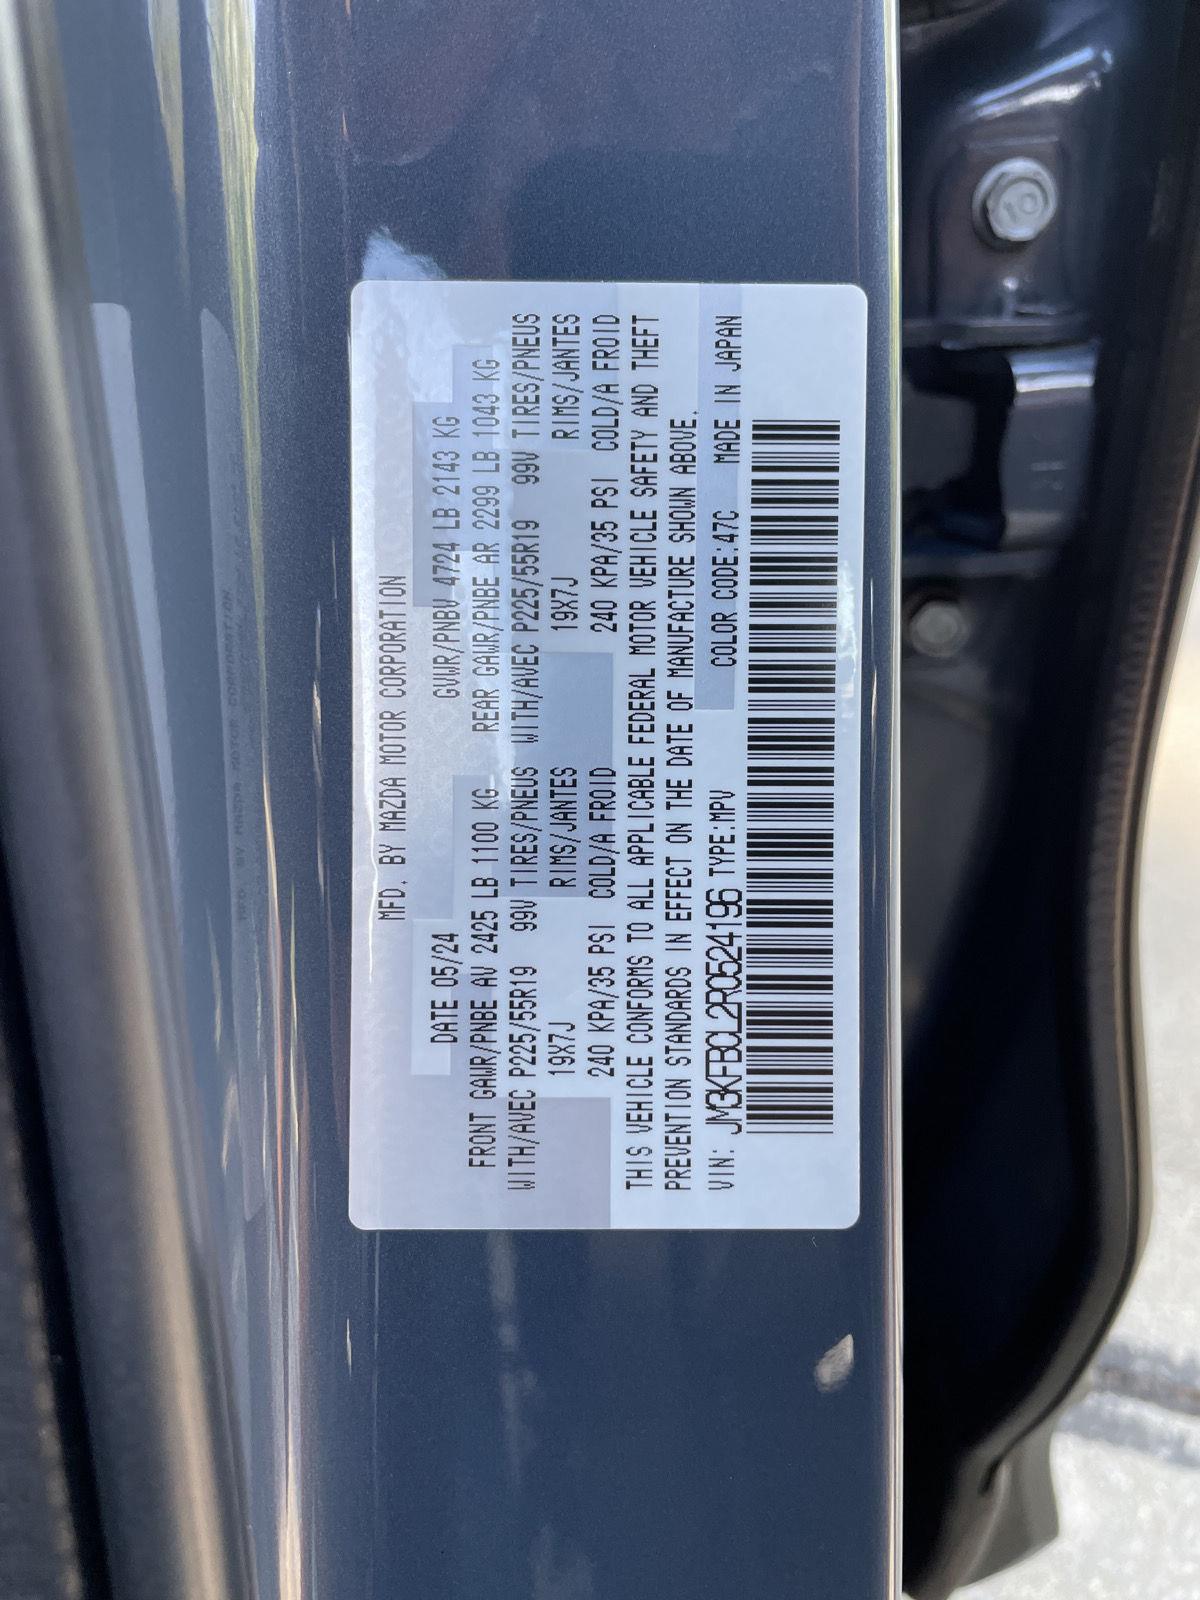 MFD. BY MAZDA MOTOR CORPORATION
DATE 05/24 GVWR/PNBV 4724 LB 2143 KG
FRONT GAWR/PNBE AV 2425 LB 1100 KG REAR GAWR/PNBE AR 2299 LB 1043 KG
WITH/AVEC P225/55R19 99V TIRES/PNEUS WITH/AVEC P225/55R19 99V TIRES/PNEUS
19X7J RIMS/JANTES 19X7J RIMS/JANTES
240 KPA/35 PSI COLD/A FROID 240 KPA/35 PSI COLD/A FROID
THIS VEHICLE CONFORMS TO ALL APPLICABLE FEDERAL MOTOR VEHICLE SAFETY AND THEFT
PREVENTION STANDARDS IN EFFECT ON THE DATE OF MANUFACTURE SHOWN ABOVE.
VIN: JM3KFBCL2R0524196 TYPE:MPV COLOR CODE:47C MADE IN JAPAN
10